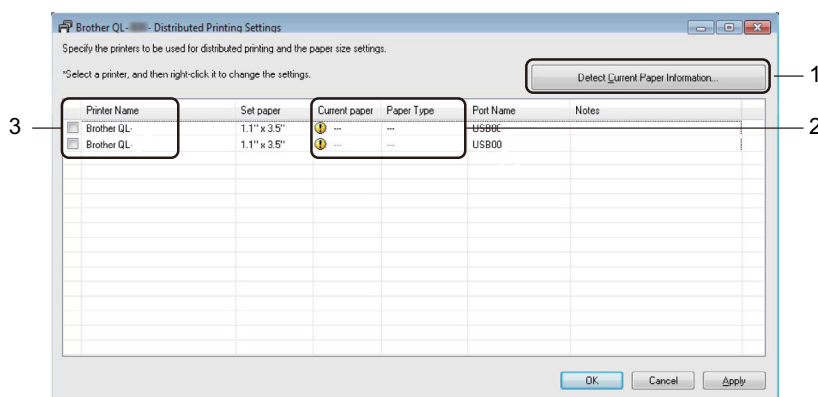 Brother QL- - Distributed Printing Settings
Specify the printers to be used for distributed printing and the paper size settings.
*Select a printer, and then right-click it to change the settings.
Detect Current Paper Information...
1
Printer Name Set paper Current paper Paper Type Port Name Notes
3
Brother QL- 1.1" x 3.5" --- --- USB00
2
Brother QL- 1.1" x 3.5" --- --- USB00
OK Cancel Apply